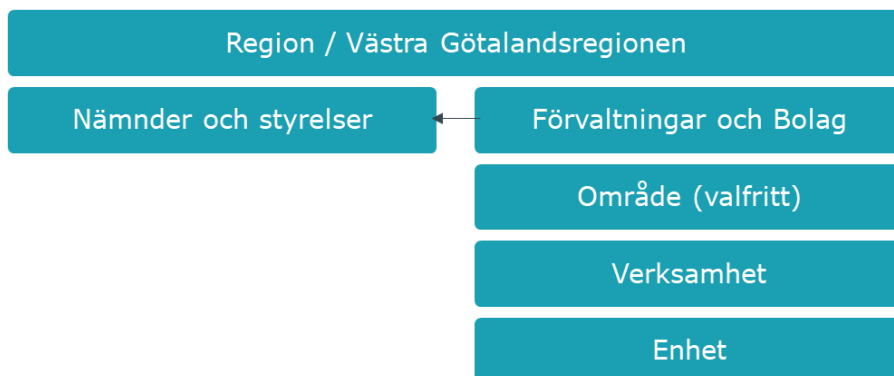 Region / Västra Götalandsregionen
Nämnder och styrelser
Förvaltningar och Bolag
Område (valfritt)
Verksamhet
Enhet